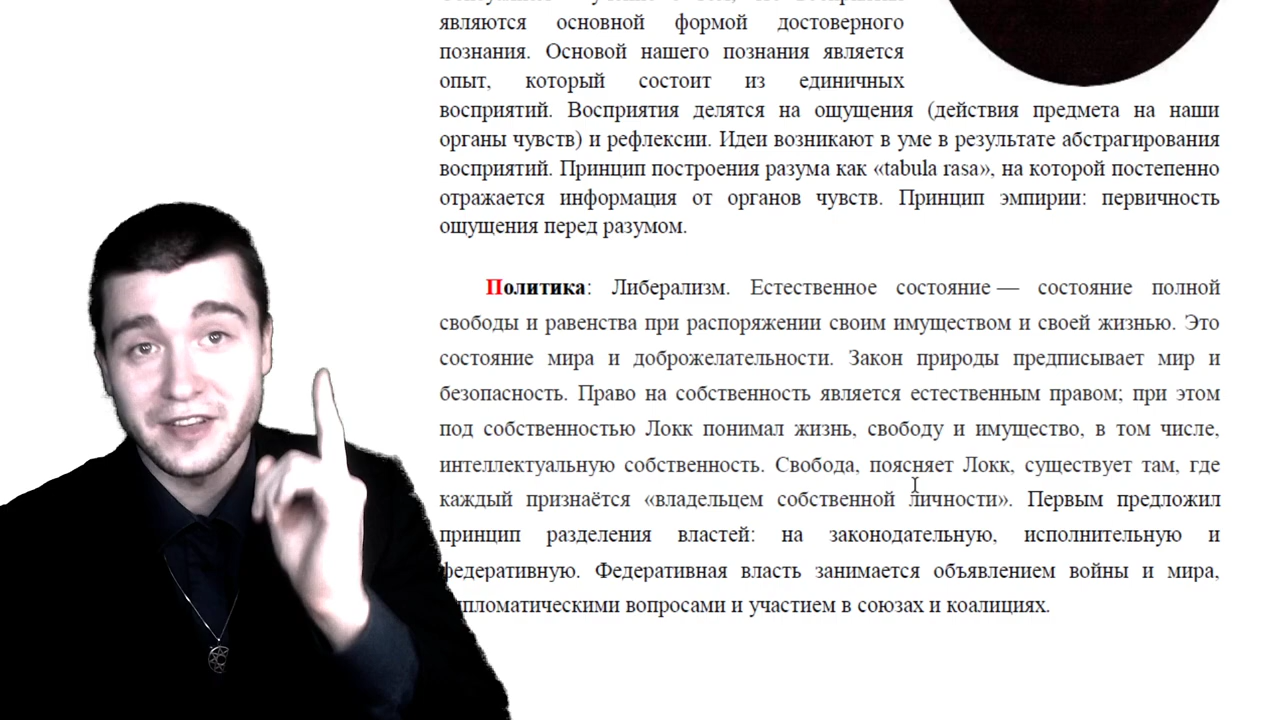 являются основной формой достоверного
познания. Основой нашего познания является
опыт, который состоит из единичных
восприятий. Восприятия делятся на ощущения (действия предмета на наши
органы чувств) и рефлексии. Идеи возникают в уме в результате абстрагирования
восприятий. Принцип построения разума как «tabula rasa», на которой постепенно
отражается информация от органов чувств. Принцип эмпирии: первичность
ощущения перед разумом.
Политика: Либерализм. Естественное состояние — состояние полной
свободы и равенства при распоряжении своим имуществом и своей жизнью. Это
состояние мира и доброжелательности. Закон природы предписывает мир и
безопасность. Право на собственность является естественным правом; при этом
под собственностью Локк понимал жизнь, свободу и имущество, в том числе,
интеллектуальную собственность. Свобода, поясняет Локк, существует там, где
каждый признаётся «владельцем собственной личности». Первым предложил
принцип разделения властей: на законодательную, исполнительную и
федеративную. Федеративная власть занимается объявлением войны и мира,
дипломатическими вопросами и участием в союзах и коалициях.